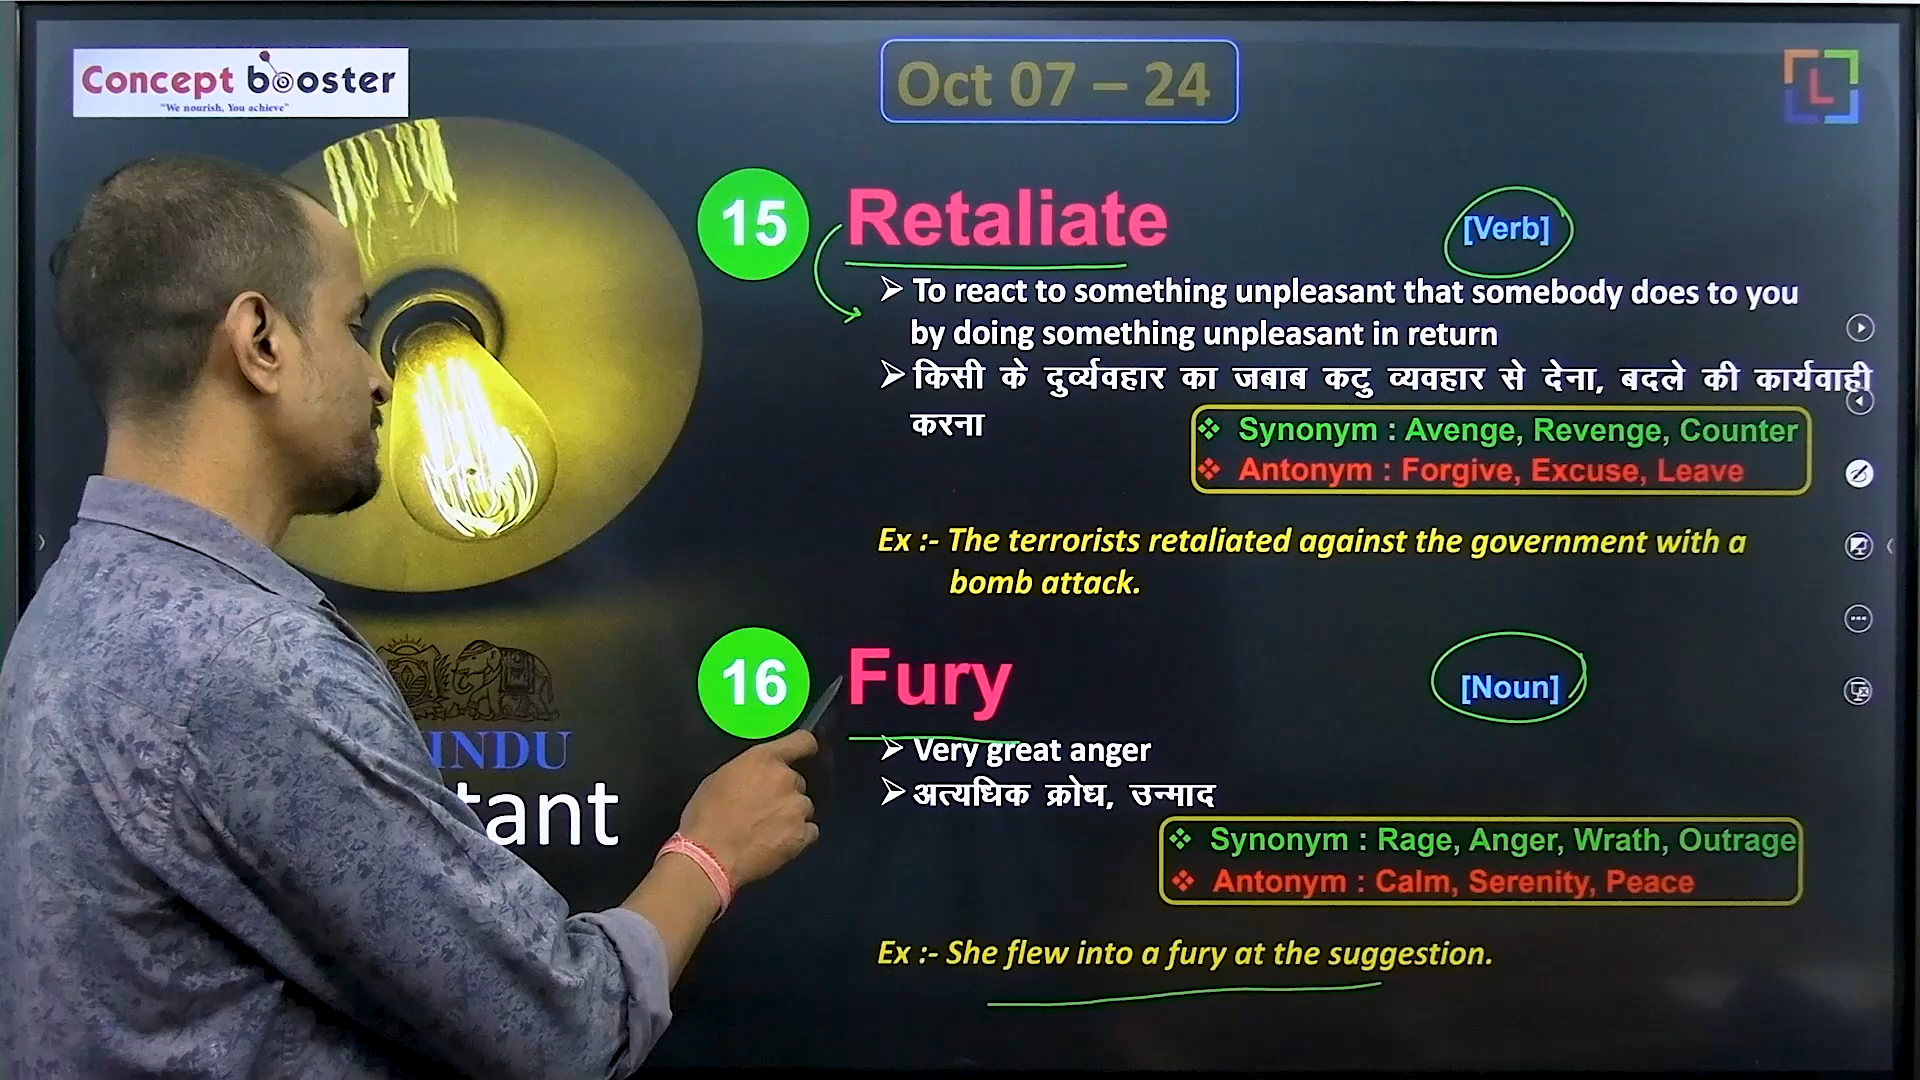 Concept booster
"We nourish, You achieve"
Oct 07 – 24
L
15 Retaliate [Verb]
➢ To react to something unpleasant that somebody does to you
by doing something unpleasant in return
➢ किसी के दुर्व्यवहार का जबाब कटु व्यवहार से देना, बदले की कार्यवाही
करना
❖ Synonym : Avenge, Revenge, Counter
❖ Antonym : Forgive, Excuse, Leave
Ex :- The terrorists retaliated against the government with a
bomb attack.
16 Fury [Noun]
➢ Very great anger
➢ अत्यधिक क्रोध, उन्माद
❖ Synonym : Rage, Anger, Wrath, Outrage
❖ Antonym : Calm, Serenity, Peace
Ex :- She flew into a fury at the suggestion.
INDU
tant